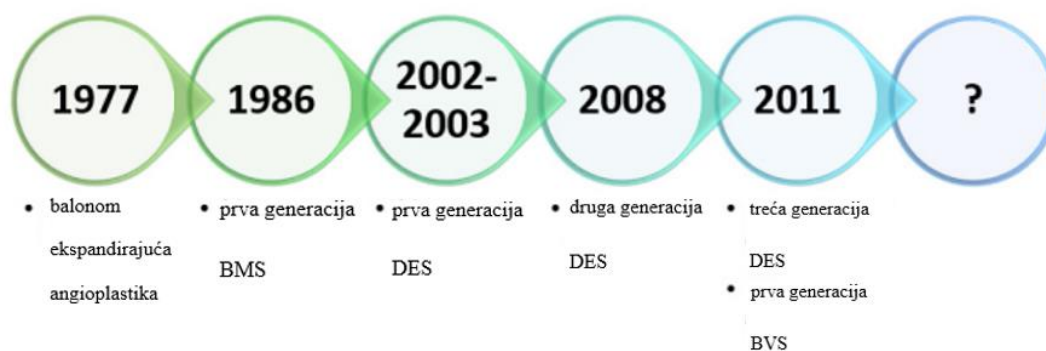 1977
1986
2002-
2003
2008
2011
?
• balonom
ekspandirajuća
angioplastika
• prva generacija
BMS
• prva generacija
DES
• druga generacija
DES
• treća generacija
DES
• prva generacija
BVS